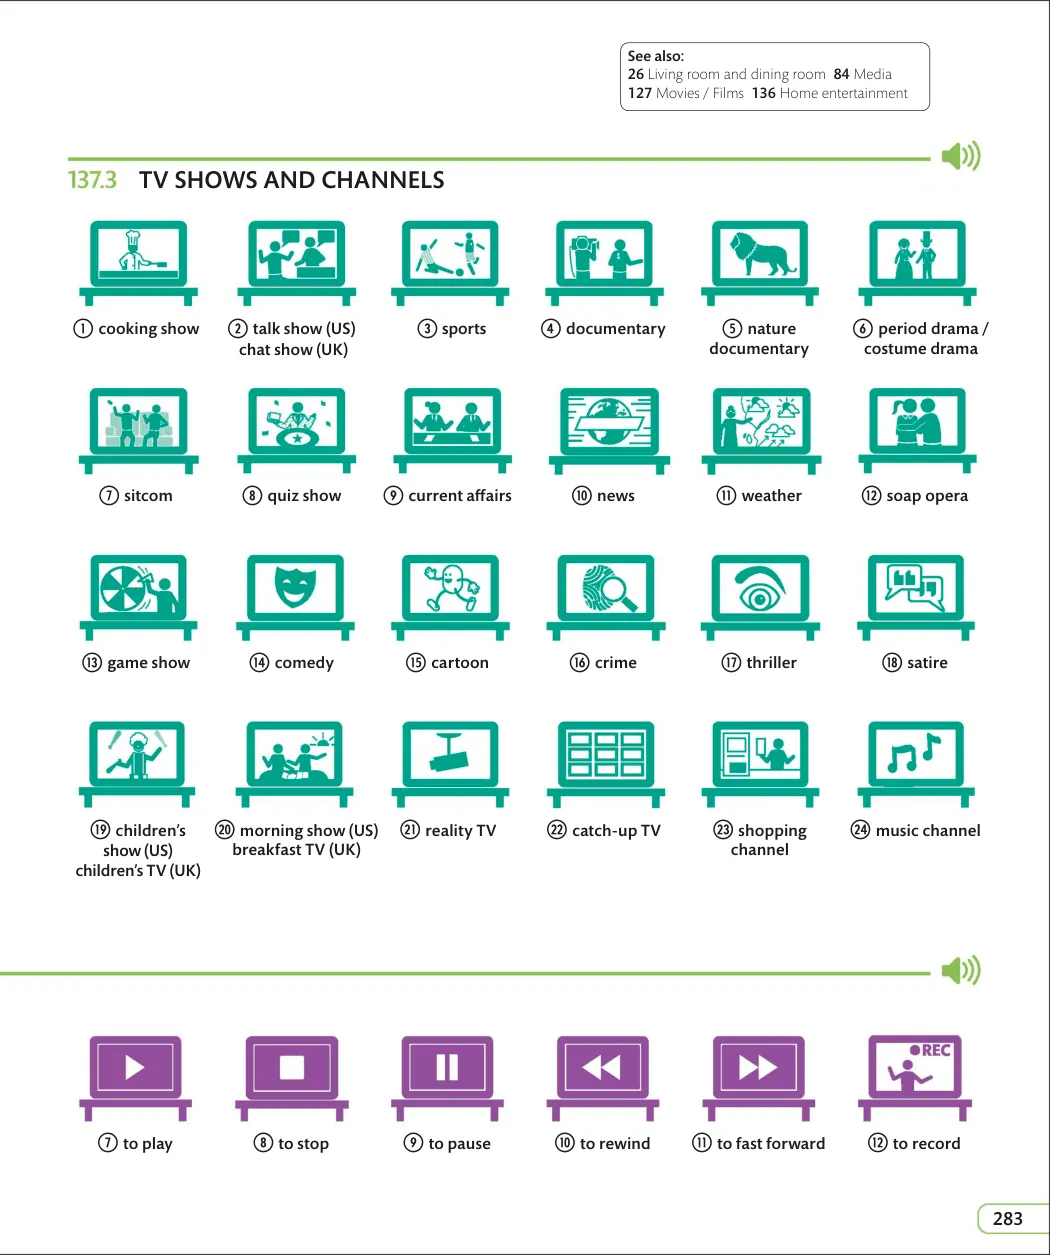 See also:
26 Living room and dining room 84 Media
127 Movies / Films 136 Home entertainment
137.3 TV SHOWS AND CHANNELS
1 cooking show
2 talk show (US)
chat show (UK)
3 sports
4 documentary
5 nature
documentary
6 period drama /
costume drama
7 sitcom
8 quiz show
9 current affairs
10 news
11 weather
12 soap opera
13 game show
14 comedy
15 cartoon
16 crime
17 thriller
18 satire
19 children's
show (US)
children's TV (UK)
20 morning show (US)
breakfast TV (UK)
21 reality TV
22 catch-up TV
23 shopping
channel
24 music channel
REC
7 to play
8 to stop
9 to pause
10 to rewind
11 to fast forward
12 to record
283